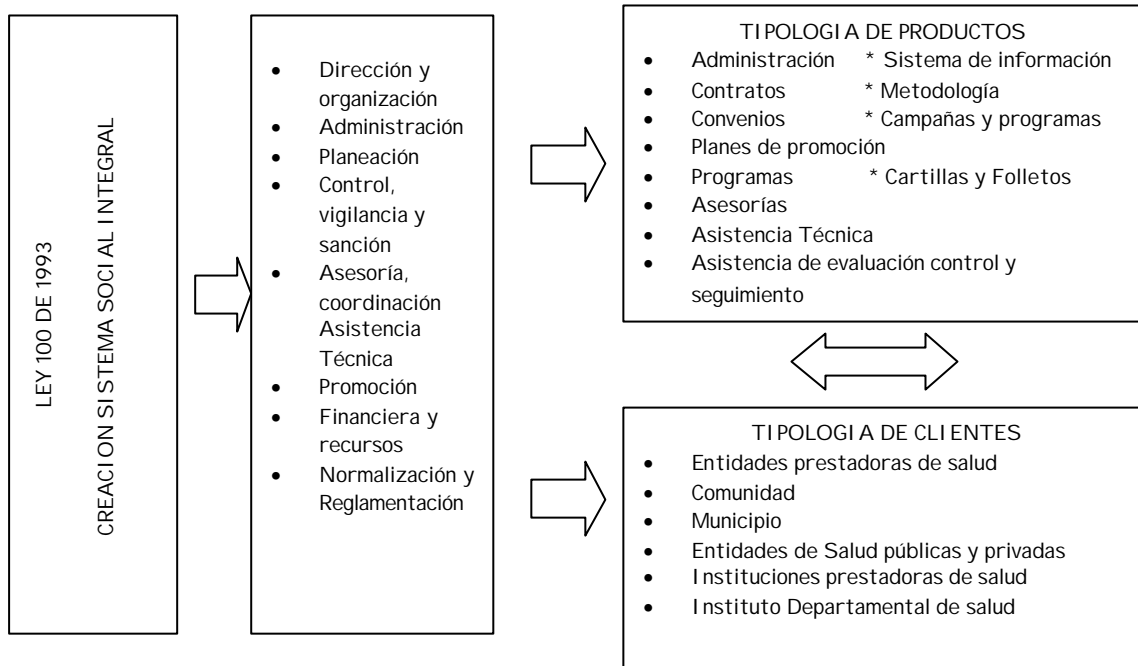 LEY 100 DE 1993
CREACION SISTEMA SOCIAL INTEGRAL
• Dirección y
organización
• Administración
• Planeación
• Control,
vigilancia y
sanción
• Asesoría,
coordinación
Asistencia
Técnica
• Promoción
• Financiera y
recursos
• Normalización y
Reglamentación
TIPOLOGIA DE PRODUCTOS
• Administración * Sistema de información
• Contratos * Metodología
• Convenios * Campañas y programas
• Planes de promoción
• Programas * Cartillas y Folletos
• Asesorías
• Asistencia Técnica
• Asistencia de evaluación control y
seguimiento
TIPOLOGIA DE CLIENTES
• Entidades prestadoras de salud
• Comunidad
• Municipio
• Entidades de Salud públicas y privadas
• Instituciones prestadoras de salud
• Instituto Departamental de salud